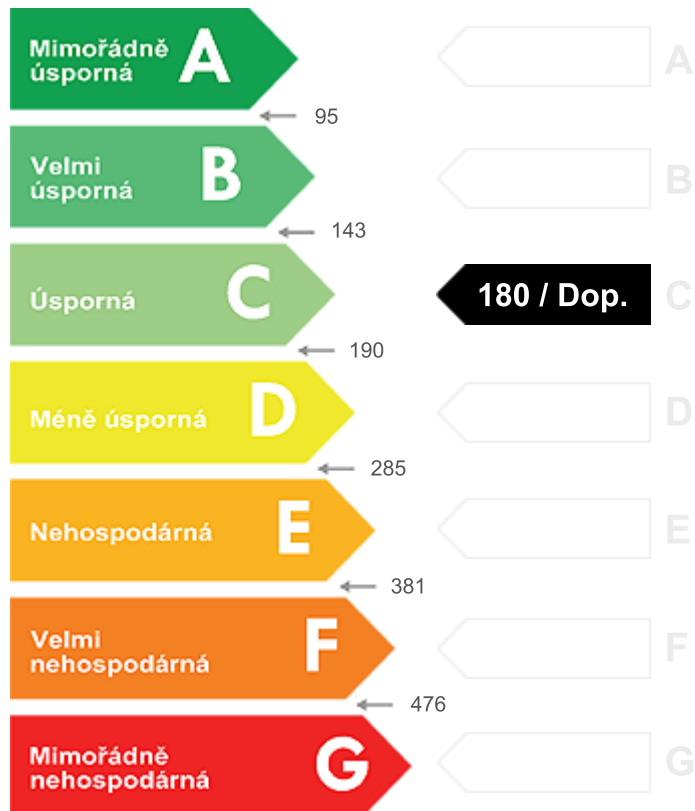 Mimořádně
úsporná
A
A
95
Velmi
úsporná
B
B
143
Úsporná
C
180 / Dop.
C
190
Méně úsporná
D
D
285
Nehospodárná
E
E
381
Velmi
nehospodárná
F
F
476
Mimořádně
nehospodárná
G
G